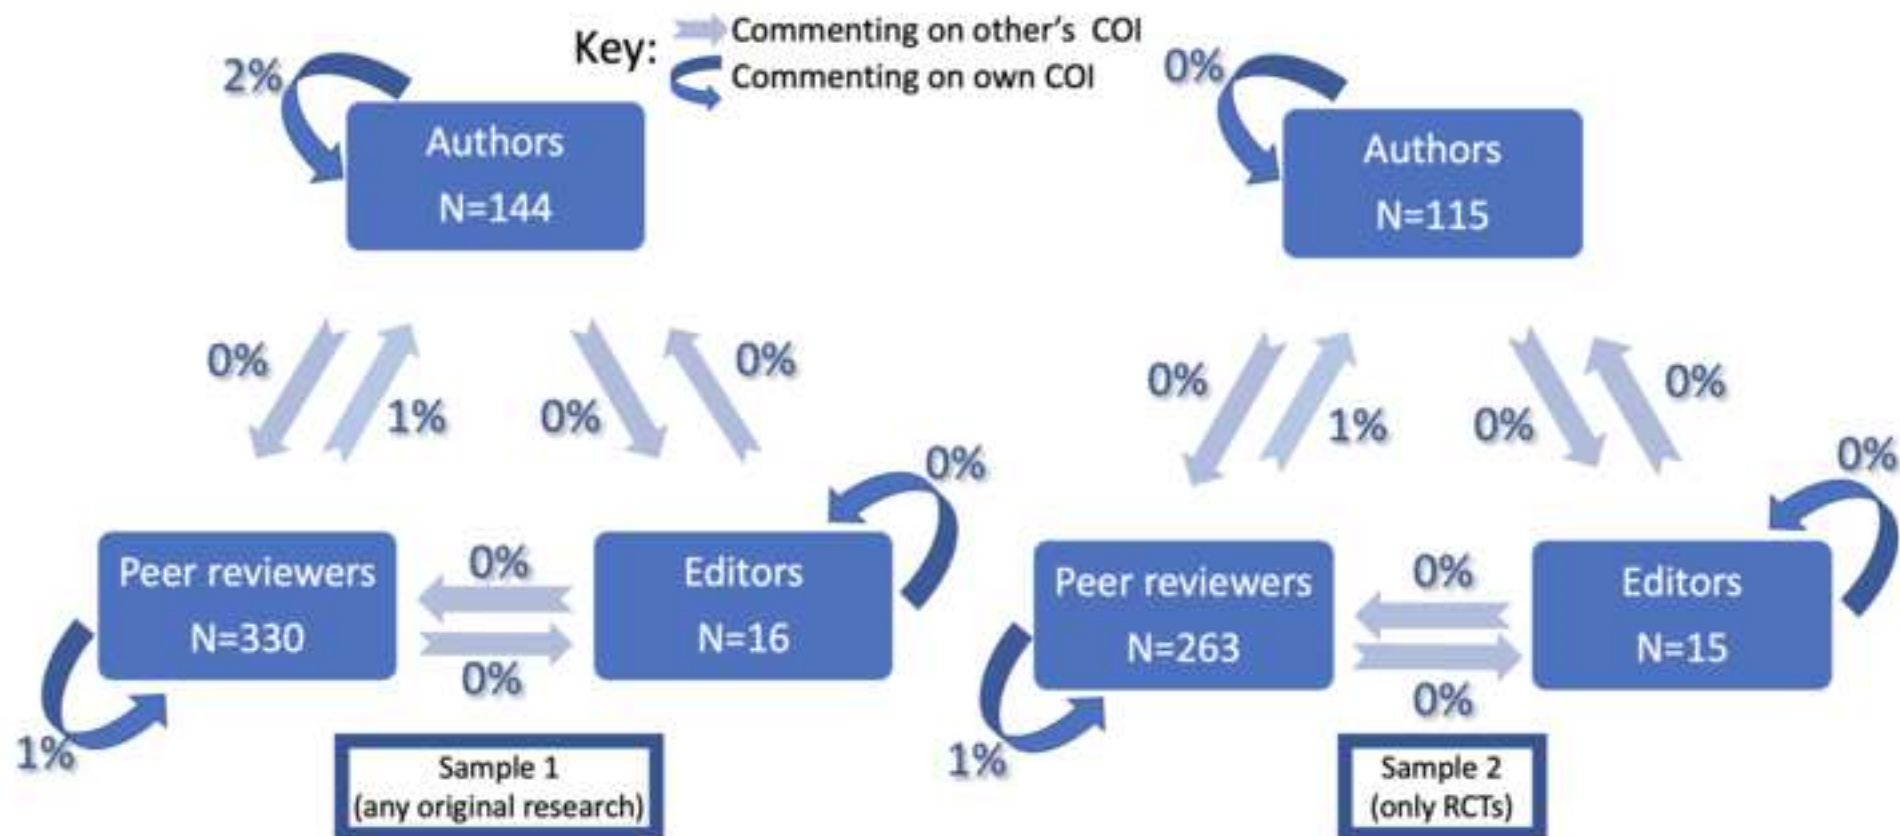 Key:
Commenting on other's COI
Commenting on own COI
2%
Authors
N=144
0%
1%
0%
0%
0%
Peer reviewers
N=330
0%
0%
Editors
N=16
1%
Sample 1
(any original research)
0%
Authors
N=115
0%
1%
0%
0%
0%
Peer reviewers
N=263
0%
0%
Editors
N=15
1%
Sample 2
(only RCTs)